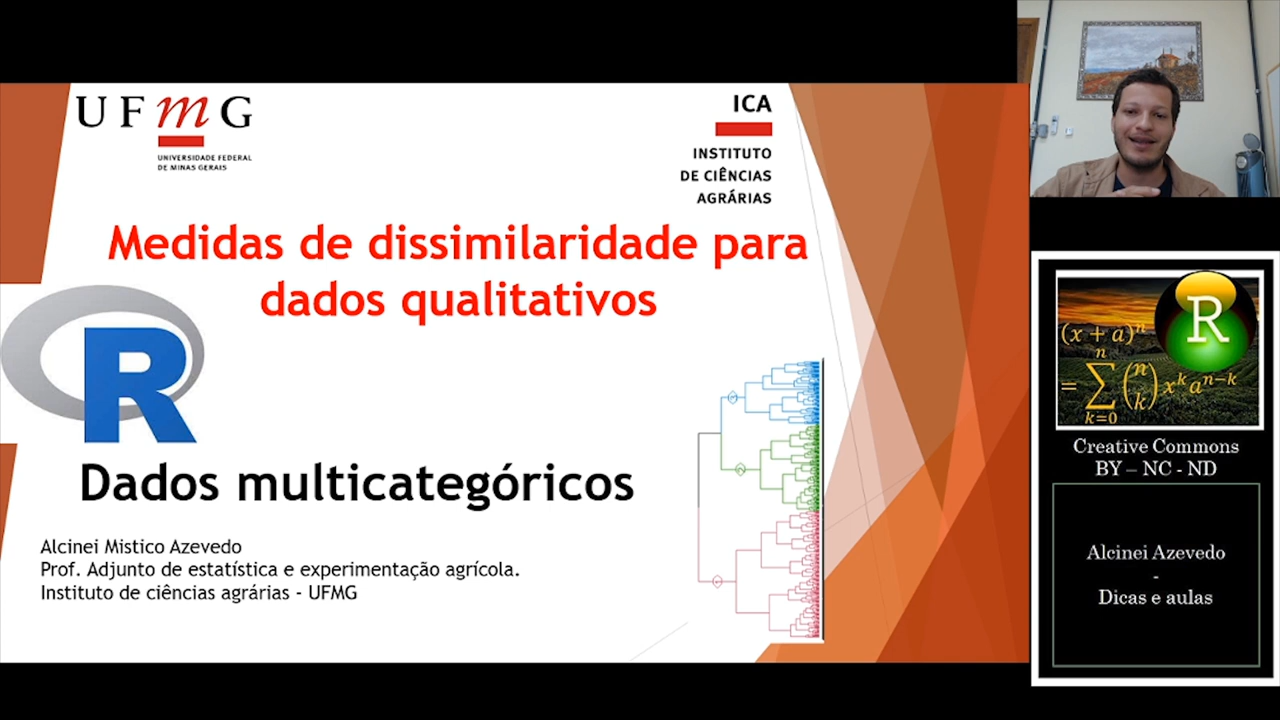 UFmG
UNIVERSIDADE FEDERAL
DE MINAS GERAIS
ICA
INSTITUTO
DE CIÊNCIAS
AGRÁRIAS
Medidas de dissimilaridade para
dados qualitativos
R
Dados multicategóricos
Alcinei Mistico Azevedo
Prof. Adjunto de estatística e experimentação agrícola.
Instituto de ciências agrárias - UFMG
R
(x + a)^n
= ∑_{k=0}^{n} (n k) x^k a^{n-k}
Creative Commons
BY – NC - ND
Alcinei Azevedo
-
Dicas e aulas